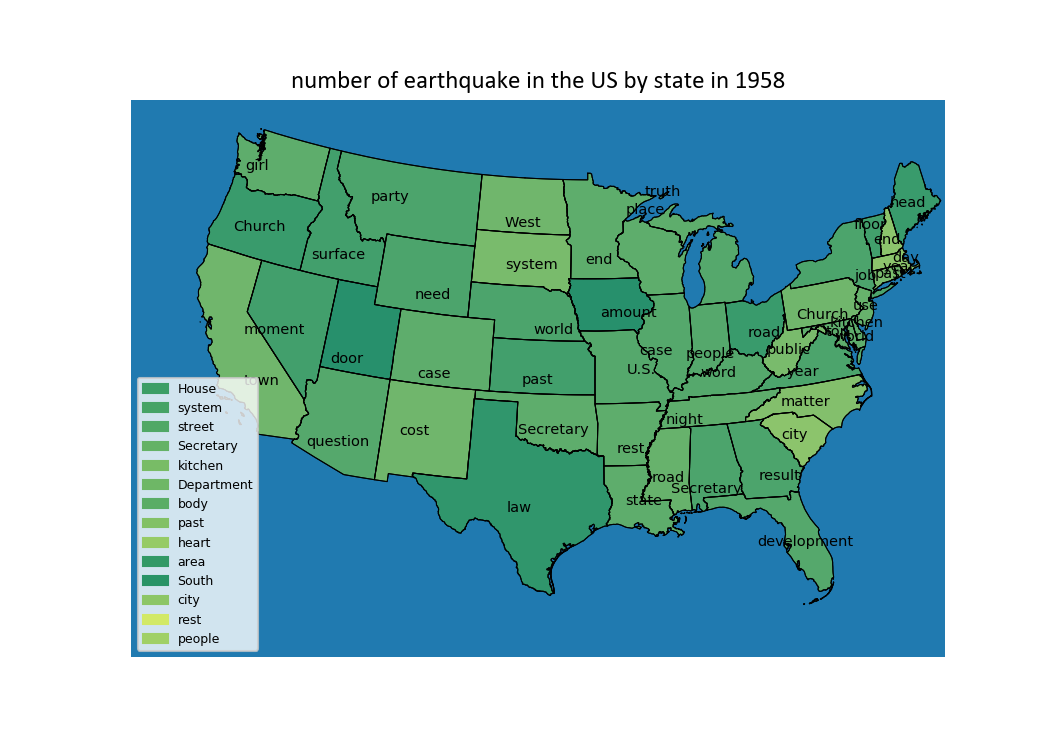 number of earthquake in the US by state in 1958
girl
party
truth
place
head
Church
West
floor
end
surface
system
end
day
year
job
past
need
amount
use
moment
world
Church
kitchen
road
world
door
case
people
public
case
past
U.S.
word
year
town
matter
question
cost
Secretary
night
city
rest
road
result
Secretary
state
law
development
House
system
street
Secretary
kitchen
Department
body
past
heart
area
South
city
rest
people